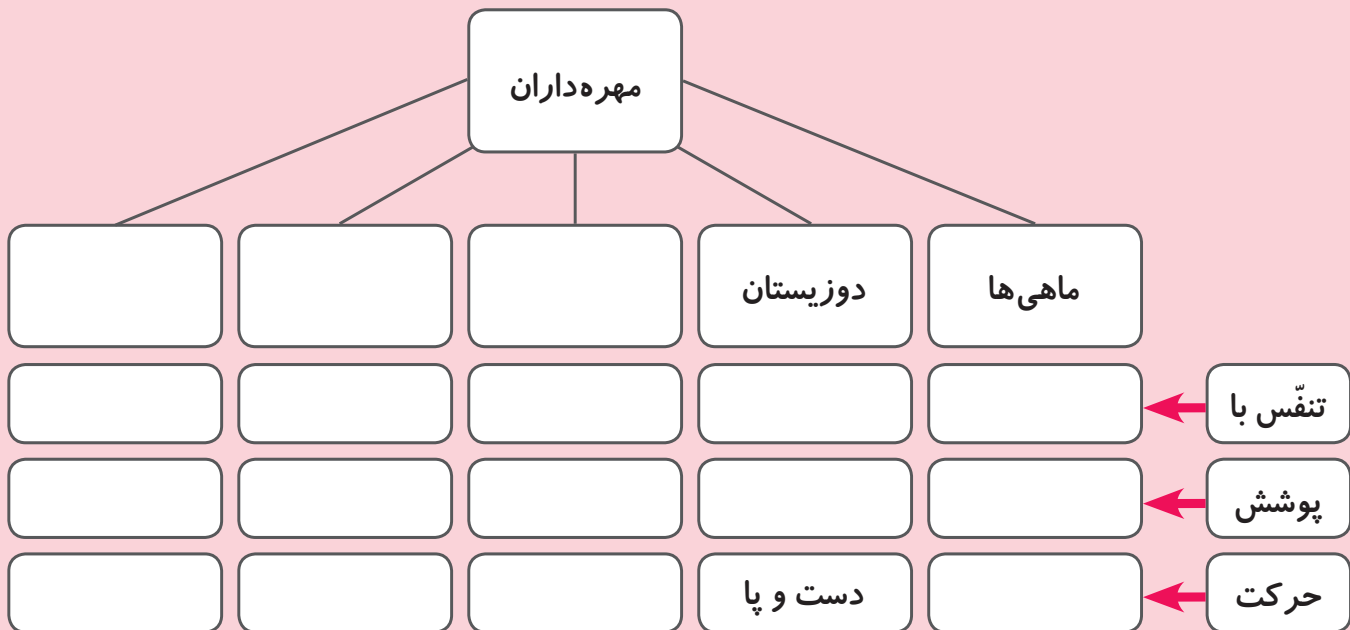 مهره‌داران
ماهی‌ها
دوزیستان
تنفّس با
پوشش
حرکت
دست و پا